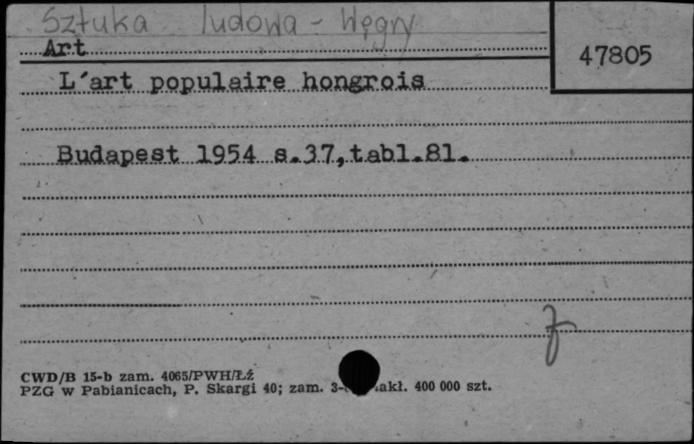 Sztuka ludowa - Węgry
Art
47805
L'art populaire hongrois
Budapest 1954 s.37,tabl.81.
CWD/B 15-b zam. 4065/PWH/Łź
PZG w Pabianicach, P. Skargi 40; zam. 400 000 szt.